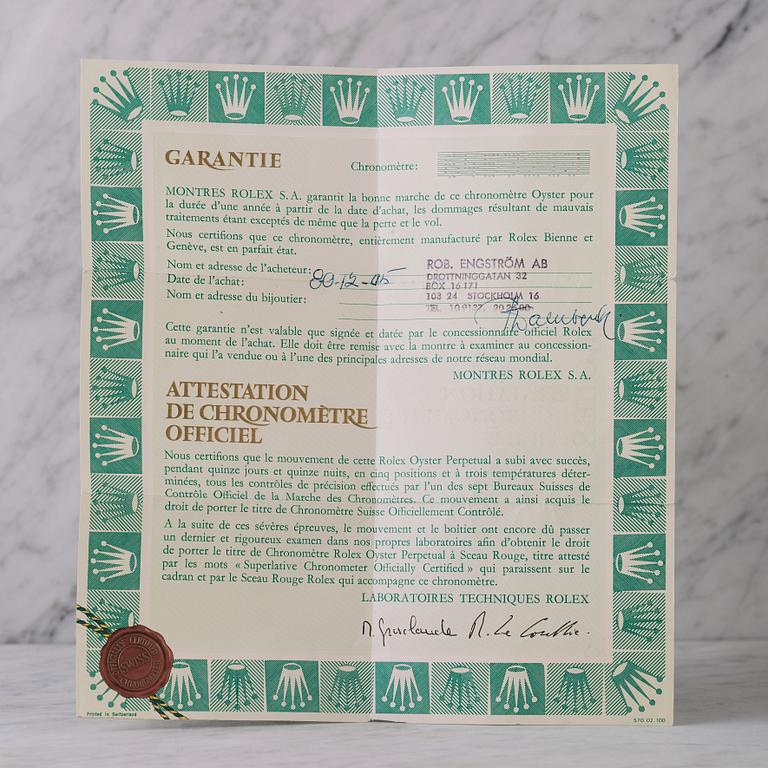 GARANTIE
Chronomètre:
MONTRES ROLEX S.A. garantit la bonne marche de ce chronomètre Oyster pour
la durée d'une année à partir de la date d'achat, les dommages résultant de mauvais
traitements étant exceptés de même que la perte et le vol.
Nous certifions que ce chronomètre, entièrement manufacturé par Rolex Bienne et
Genève, est en parfait état.
Nom et adresse de l'acheteur:
Date de l'achat: 80-12-05
Nom et adresse du bijoutier:
ROB. ENGSTRÖM AB
DROTTNINGGATAN 32
BOX 16171
103 24 STOCKHOLM 16
TEL.
Cette garantie n'est valable que signée et datée par le concessionnaire officiel Rolex
au moment de l'achat. Elle doit être remise avec la montre à examiner au concession-
naire qui l'a vendue ou à l'une des principales adresses de notre réseau mondial.
MONTRES ROLEX S.A.
ATTESTATION
DE CHRONOMÈTRE
OFFICIEL
Nous certifions que le mouvement de cette Rolex Oyster Perpetual a subi avec succès,
pendant quinze jours et quinze nuits, en cinq positions et à trois températures déter-
minées, tous les contrôles de précision effectués par l'un des sept Bureaux Suisses de
Contrôle Officiel de la Marche des Chronomètres. Ce mouvement a ainsi acquis le
droit de porter le titre de Chronomètre Suisse Officiellement Contrôlé.
A la suite de ces sévères épreuves, le mouvement et le boîtier ont encore dû passer
un dernier et rigoureux examen dans nos propres laboratoires afin d'obtenir le droit
de porter le titre de Chronomètre Rolex Oyster Perpetual à Sceau Rouge, titre attesté
par les mots «Superlative Chronometer Officially Certified» qui paraissent sur le
cadran et par le Sceau Rouge Rolex qui accompagne ce chronomètre.
LABORATOIRES TECHNIQUES ROLEX
SWISS
Printed in Switzerland
570.02.100